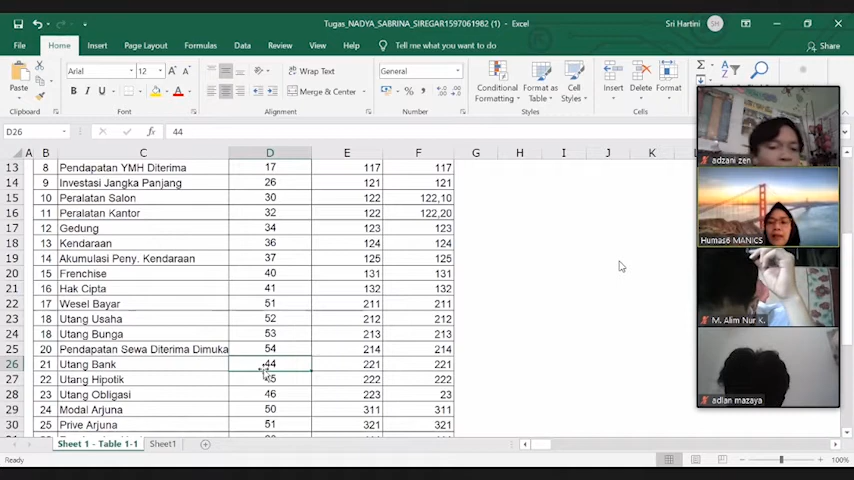 Tugas_NADYA_SABRINA_SIREGAR1597061982 (1) - Excel
Sri Hartini
SH
File Home Insert Page Layout Formulas Data Review View Help Tell me what you want to do Share
Paste
Arial 12
B I U
Wrap Text
Merge & Center
General
Conditional Formatting
Format as Table
Cell Styles
Insert Delete Format
Clipboard Font Alignment Number Styles Cells
D26 44
A B C D E F G H I J K
13 8 Pendapatan YMH Diterima 17 117 117
14 9 Investasi Jangka Panjang 26 121 121
15 10 Peralatan Salon 30 122 122,10
16 11 Peralatan Kantor 32 122 122,20
17 12 Gedung 34 123 123
18 13 Kendaraan 36 124 124
19 14 Akumulasi Peny. Kendaraan 37 125 125
20 15 Frenchise 40 131 131
21 16 Hak Cipta 41 132 132
22 17 Wesel Bayar 51 211 211
23 18 Utang Usaha 52 212 212
24 18 Utang Bunga 53 213 213
25 20 Pendapatan Sewa Diterima Dimuka 54 214 214
26 21 Utang Bank 44 221 221
27 22 Utang Hipotik 45 222 222
28 23 Utang Obligasi 46 223 23
29 24 Modal Arjuna 50 311 311
30 25 Prive Arjuna 51 321 321
adzani zen
Humas6 MANICS
M. Alim Nur K.
adlan mazaya
Sheet 1 - Table 1-1 Sheet1
Ready
100%